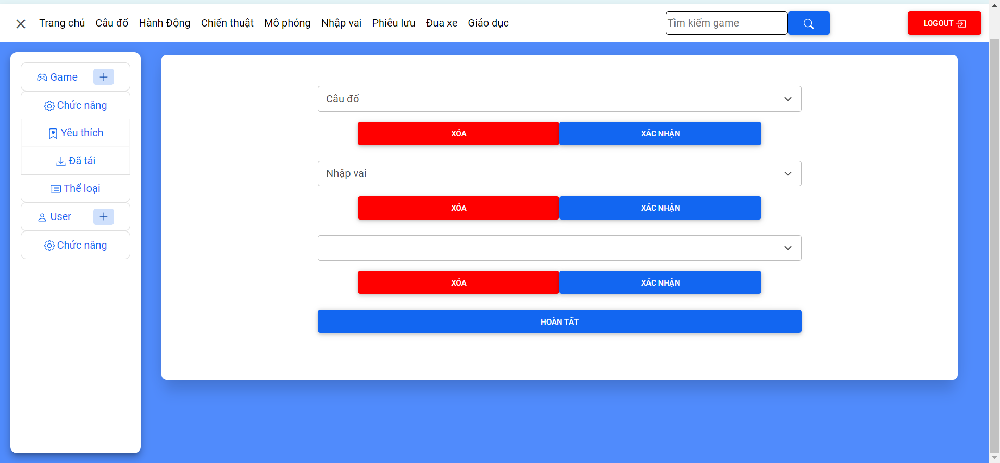 Trang chủ Câu đố Hành Động Chiến thuật Mô phỏng Nhập vai Phiêu lưu Đua xe Giáo dục Tìm kiếm game LOGOUT
Game
Chức năng
Yêu thích
Đã tải
Thể loại
User
Chức năng
Câu đố
XÓA XÁC NHẬN
Nhập vai
XÓA XÁC NHẬN
XÓA XÁC NHẬN
HOÀN TẤT